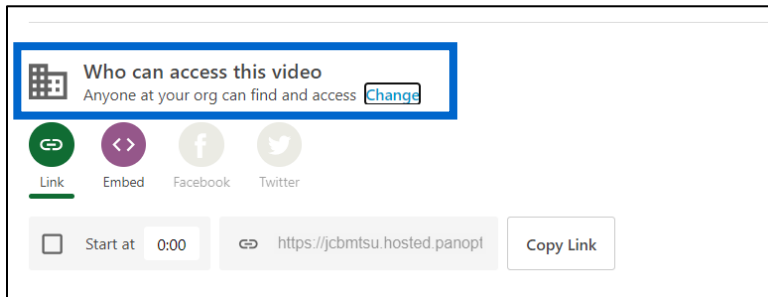 Who can access this video
Anyone at your org can find and access Change
Link Embed Facebook Twitter
Start at 0:00 https://jcbmtsu.hosted.panopt Copy Link